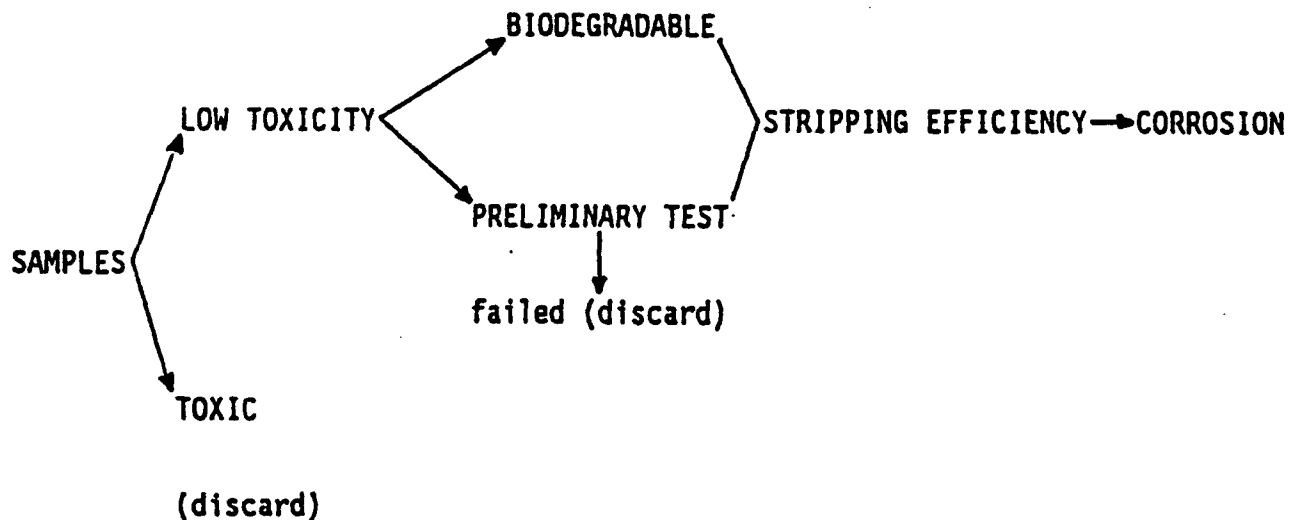 BIODEGRADABLE
LOW TOXICITY
STRIPPING EFFICIENCY
CORROSION
PRELIMINARY TEST
SAMPLES
failed (discard)
TOXIC
(discard)